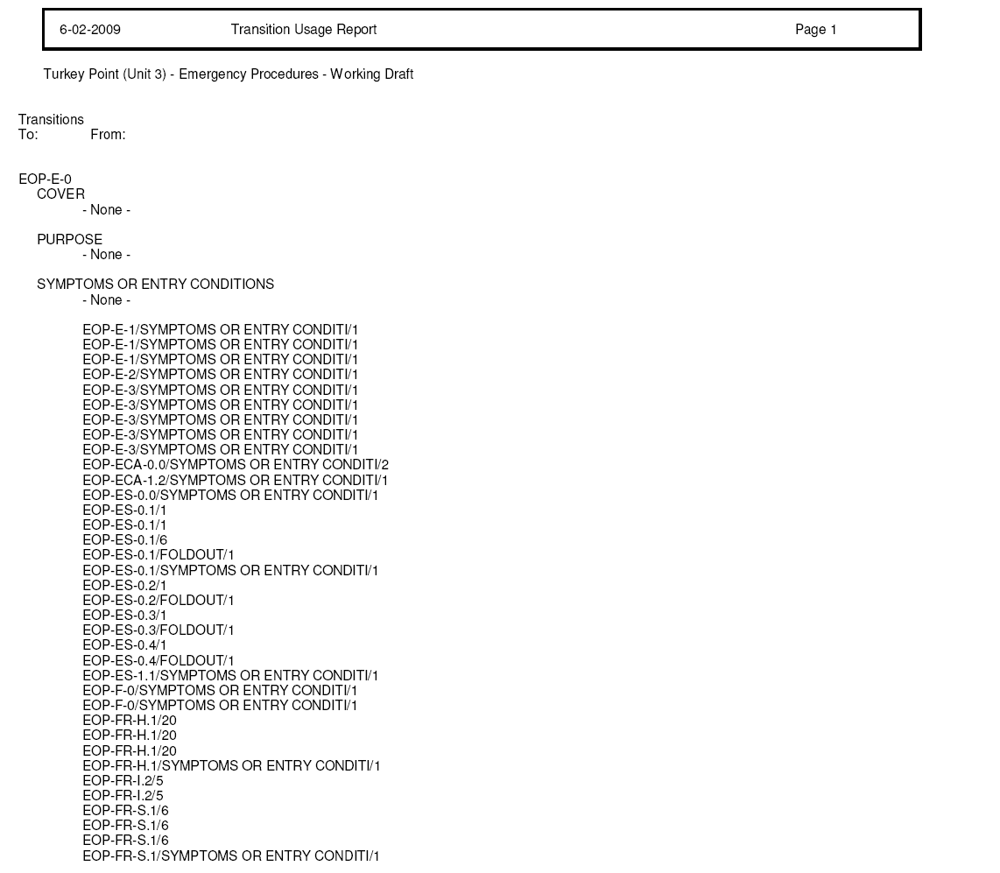 6-02-2009 Transition Usage Report Page 1
Turkey Point (Unit 3) - Emergency Procedures - Working Draft
Transitions
To: From:
EOP-E-0
COVER
- None -
PURPOSE
- None -
SYMPTOMS OR ENTRY CONDITIONS
- None -
EOP-E-1/SYMPTOMS OR ENTRY CONDITI/1
EOP-E-1/SYMPTOMS OR ENTRY CONDITI/1
EOP-E-1/SYMPTOMS OR ENTRY CONDITI/1
EOP-E-2/SYMPTOMS OR ENTRY CONDITI/1
EOP-E-3/SYMPTOMS OR ENTRY CONDITI/1
EOP-E-3/SYMPTOMS OR ENTRY CONDITI/1
EOP-E-3/SYMPTOMS OR ENTRY CONDITI/1
EOP-E-3/SYMPTOMS OR ENTRY CONDITI/1
EOP-E-3/SYMPTOMS OR ENTRY CONDITI/1
EOP-ECA-0.0/SYMPTOMS OR ENTRY CONDITI/2
EOP-ECA-1.2/SYMPTOMS OR ENTRY CONDITI/1
EOP-ES-0.0/SYMPTOMS OR ENTRY CONDITI/1
EOP-ES-0.1/1
EOP-ES-0.1/1
EOP-ES-0.1/6
EOP-ES-0.1/FOLDOUT/1
EOP-ES-0.1/SYMPTOMS OR ENTRY CONDITI/1
EOP-ES-0.2/1
EOP-ES-0.2/FOLDOUT/1
EOP-ES-0.3/1
EOP-ES-0.3/FOLDOUT/1
EOP-ES-0.4/1
EOP-ES-0.4/FOLDOUT/1
EOP-ES-1.1/SYMPTOMS OR ENTRY CONDITI/1
EOP-F-0/SYMPTOMS OR ENTRY CONDITI/1
EOP-F-0/SYMPTOMS OR ENTRY CONDITI/1
EOP-FR-H.1/20
EOP-FR-H.1/20
EOP-FR-H.1/20
EOP-FR-H.1/SYMPTOMS OR ENTRY CONDITI/1
EOP-FR-I.2/5
EOP-FR-I.2/5
EOP-FR-S.1/6
EOP-FR-S.1/6
EOP-FR-S.1/6
EOP-FR-S.1/SYMPTOMS OR ENTRY CONDITI/1